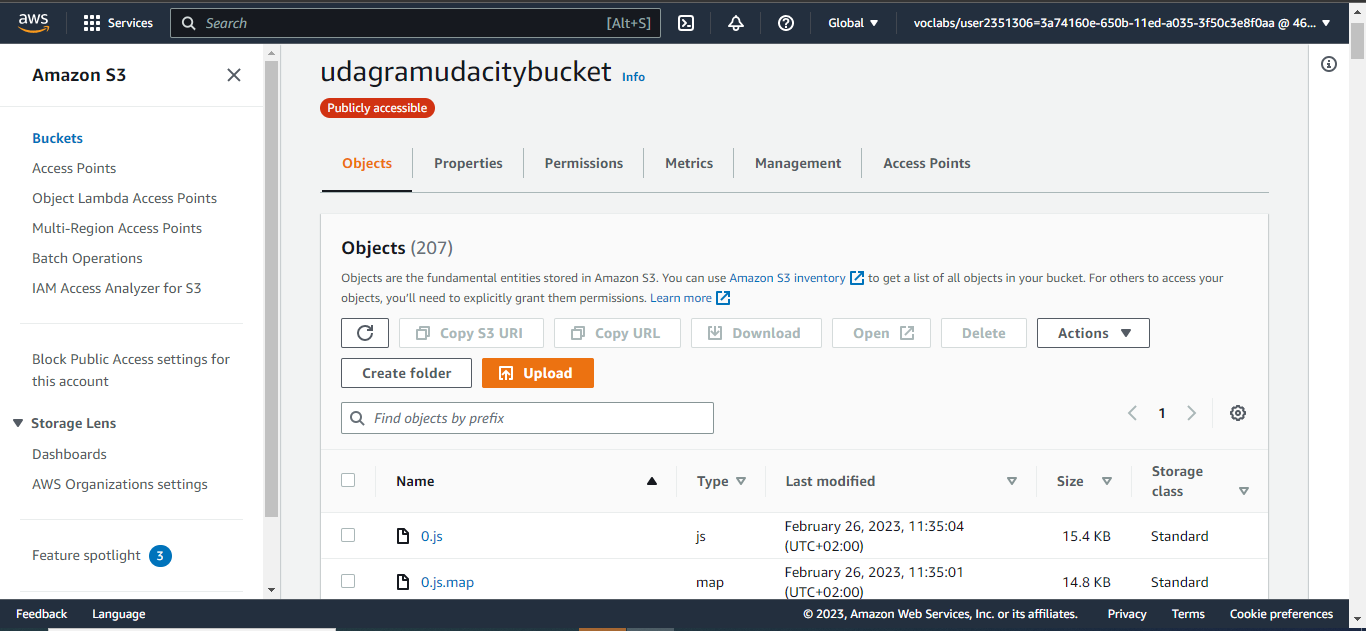 aws
Services
Search
[Alt+S]
Global
voclabs/user2351306=3a74160e-650b-11ed-a035-3f50c3e8f0aa @ 46...
Amazon S3
Buckets
Access Points
Object Lambda Access Points
Multi-Region Access Points
Batch Operations
IAM Access Analyzer for S3
Block Public Access settings for
this account
Storage Lens
Dashboards
AWS Organizations settings
Feature spotlight 3
udagramudacitybucket Info
Publicly accessible
Objects
Properties
Permissions
Metrics
Management
Access Points
Objects (207)
Objects are the fundamental entities stored in Amazon S3. You can use Amazon S3 inventory to get a list of all objects in your bucket. For others to access your
objects, you'll need to explicitly grant them permissions. Learn more
Copy S3 URI
Copy URL
Download
Open
Delete
Actions
Create folder
Upload
Find objects by prefix
1
Name
Type
Last modified
Size
Storage
class
0.js
js
February 26, 2023, 11:35:04
(UTC+02:00)
15.4 KB
Standard
0.js.map
map
February 26, 2023, 11:35:01
(UTC+02:00)
14.8 KB
Standard
Feedback
Language
© 2023, Amazon Web Services, Inc. or its affiliates.
Privacy
Terms
Cookie preferences